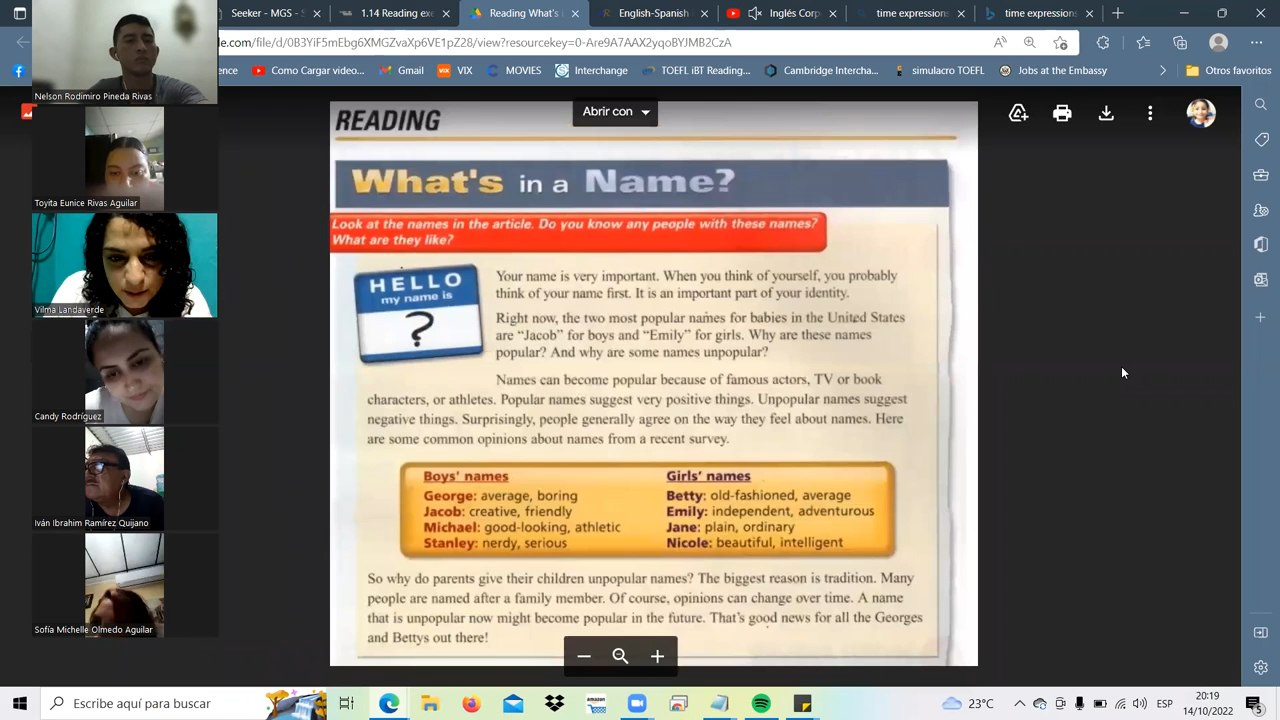 Seeker - MGS - S
1.14 Reading exe
Reading What's i
Regent English-Spanish
Inglés Corp
time expressions
time expression
le.com/file/d/0B3YiF5mEbg6XMGZvaXp6VE1pZ28/view?resourcekey=0-Are9A7AAX2yqoBYJMB2CzA
ence
Como Cargar video...
Gmail
VIX
MOVIES
Interchange
TOEFL iBT Reading...
Cambridge Intercha...
simulacro TOEFL
Jobs at the Embassy
Otros favoritos
Nelson Rodimiro Pineda Rivas
Toyita Eunice Rivas Aguilar
Vilma Landaverde
Candy Rodríguez
Iván Ibrahim Ramírez Quijano
Sofía Michelle Olmedo Aguilar
Abrir con
READING
What's in a Name?
Look at the names in the article. Do you know any people with these names?
What are they like?
HELLO
my name is
?
Your name is very important. When you think of yourself, you probably
think of your name first. It is an important part of your identity.
Right now, the two most popular names for babies in the United States
are “Jacob” for boys and “Emily” for girls. Why are these names
popular? And why are some names unpopular?
Names can become popular because of famous actors, TV or book
characters, or athletes. Popular names suggest very positive things. Unpopular names suggest
negative things. Surprisingly, people generally agree on the way they feel about names. Here
are some common opinions about names from a recent survey.
Boys' names
George: average, boring
Jacob: creative, friendly
Michael: good-looking, athletic
Stanley: nerdy, serious
Girls' names
Betty: old-fashioned, average
Emily: independent, adventurous
Jane: plain, ordinary
Nicole: beautiful, intelligent
So why do parents give their children unpopular names? The biggest reason is tradition. Many
people are named after a family member. Of course, opinions can change over time. A name
that is unpopular now might become popular in the future. That's good news for all the Georges
and Bettys out there!
Escribe aquí para buscar
amazon
23°C
ESP
20:19
14/10/2022
5